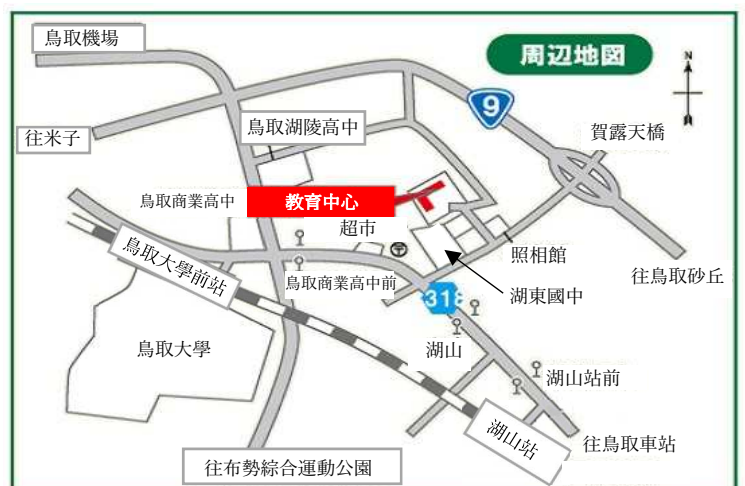 鳥取機場
周辺地図
N
9
往米子
鳥取湖陵高中
賀露天橋
鳥取商業高中
教育中心
超市
照相館
鳥取大學前站
鳥取商業高中前
往鳥取砂丘
318
湖東國中
鳥取大學
湖山
湖山站前
湖山站
往鳥取車站
往布勢綜合運動公園